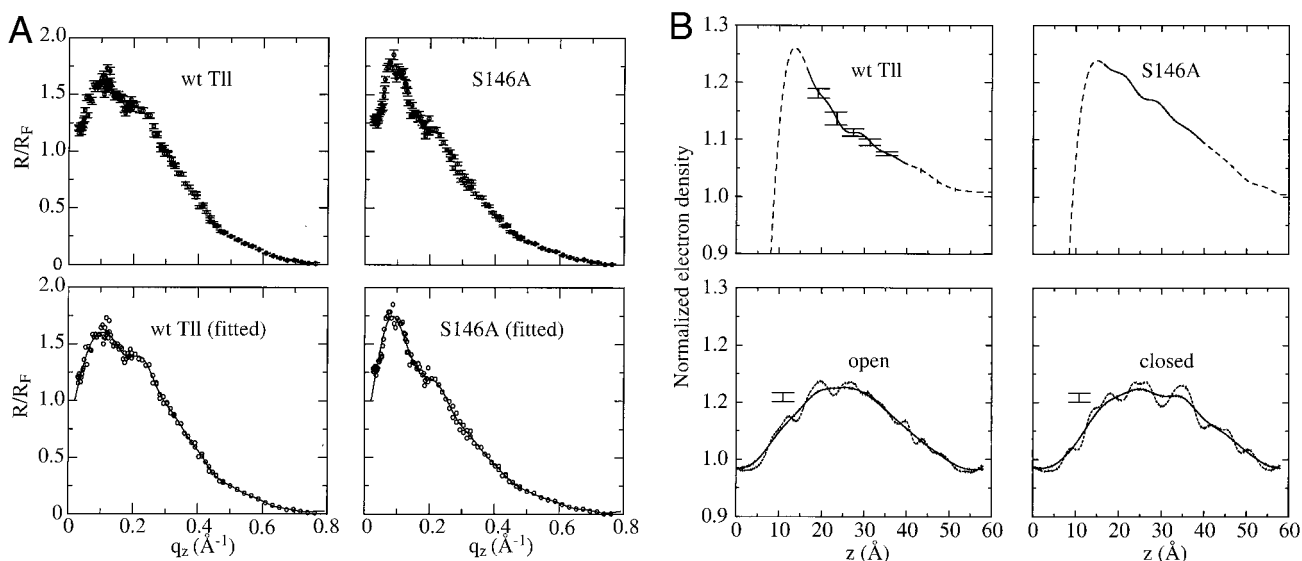 A
2.0
1.5
1.0
0.5
0
R/R_F
wt Tll
S146A
2.0
1.5
1.0
0.5
0
R/R_F
wt Tll (fitted)
S146A (fitted)
0 0.2 0.4 0.6 0.8
q_z (Å⁻¹)
0 0.2 0.4 0.6 0.8
q_z (Å⁻¹)
B
Normalized electron density
1.3
1.2
1.1
1.0
0.9
wt Tll
S146A
1.3
1.2
1.2
1.0
0.9
open
closed
0 10 20 30 40 50 60
z (Å)
0 10 20 30 40 50 60
z (Å)